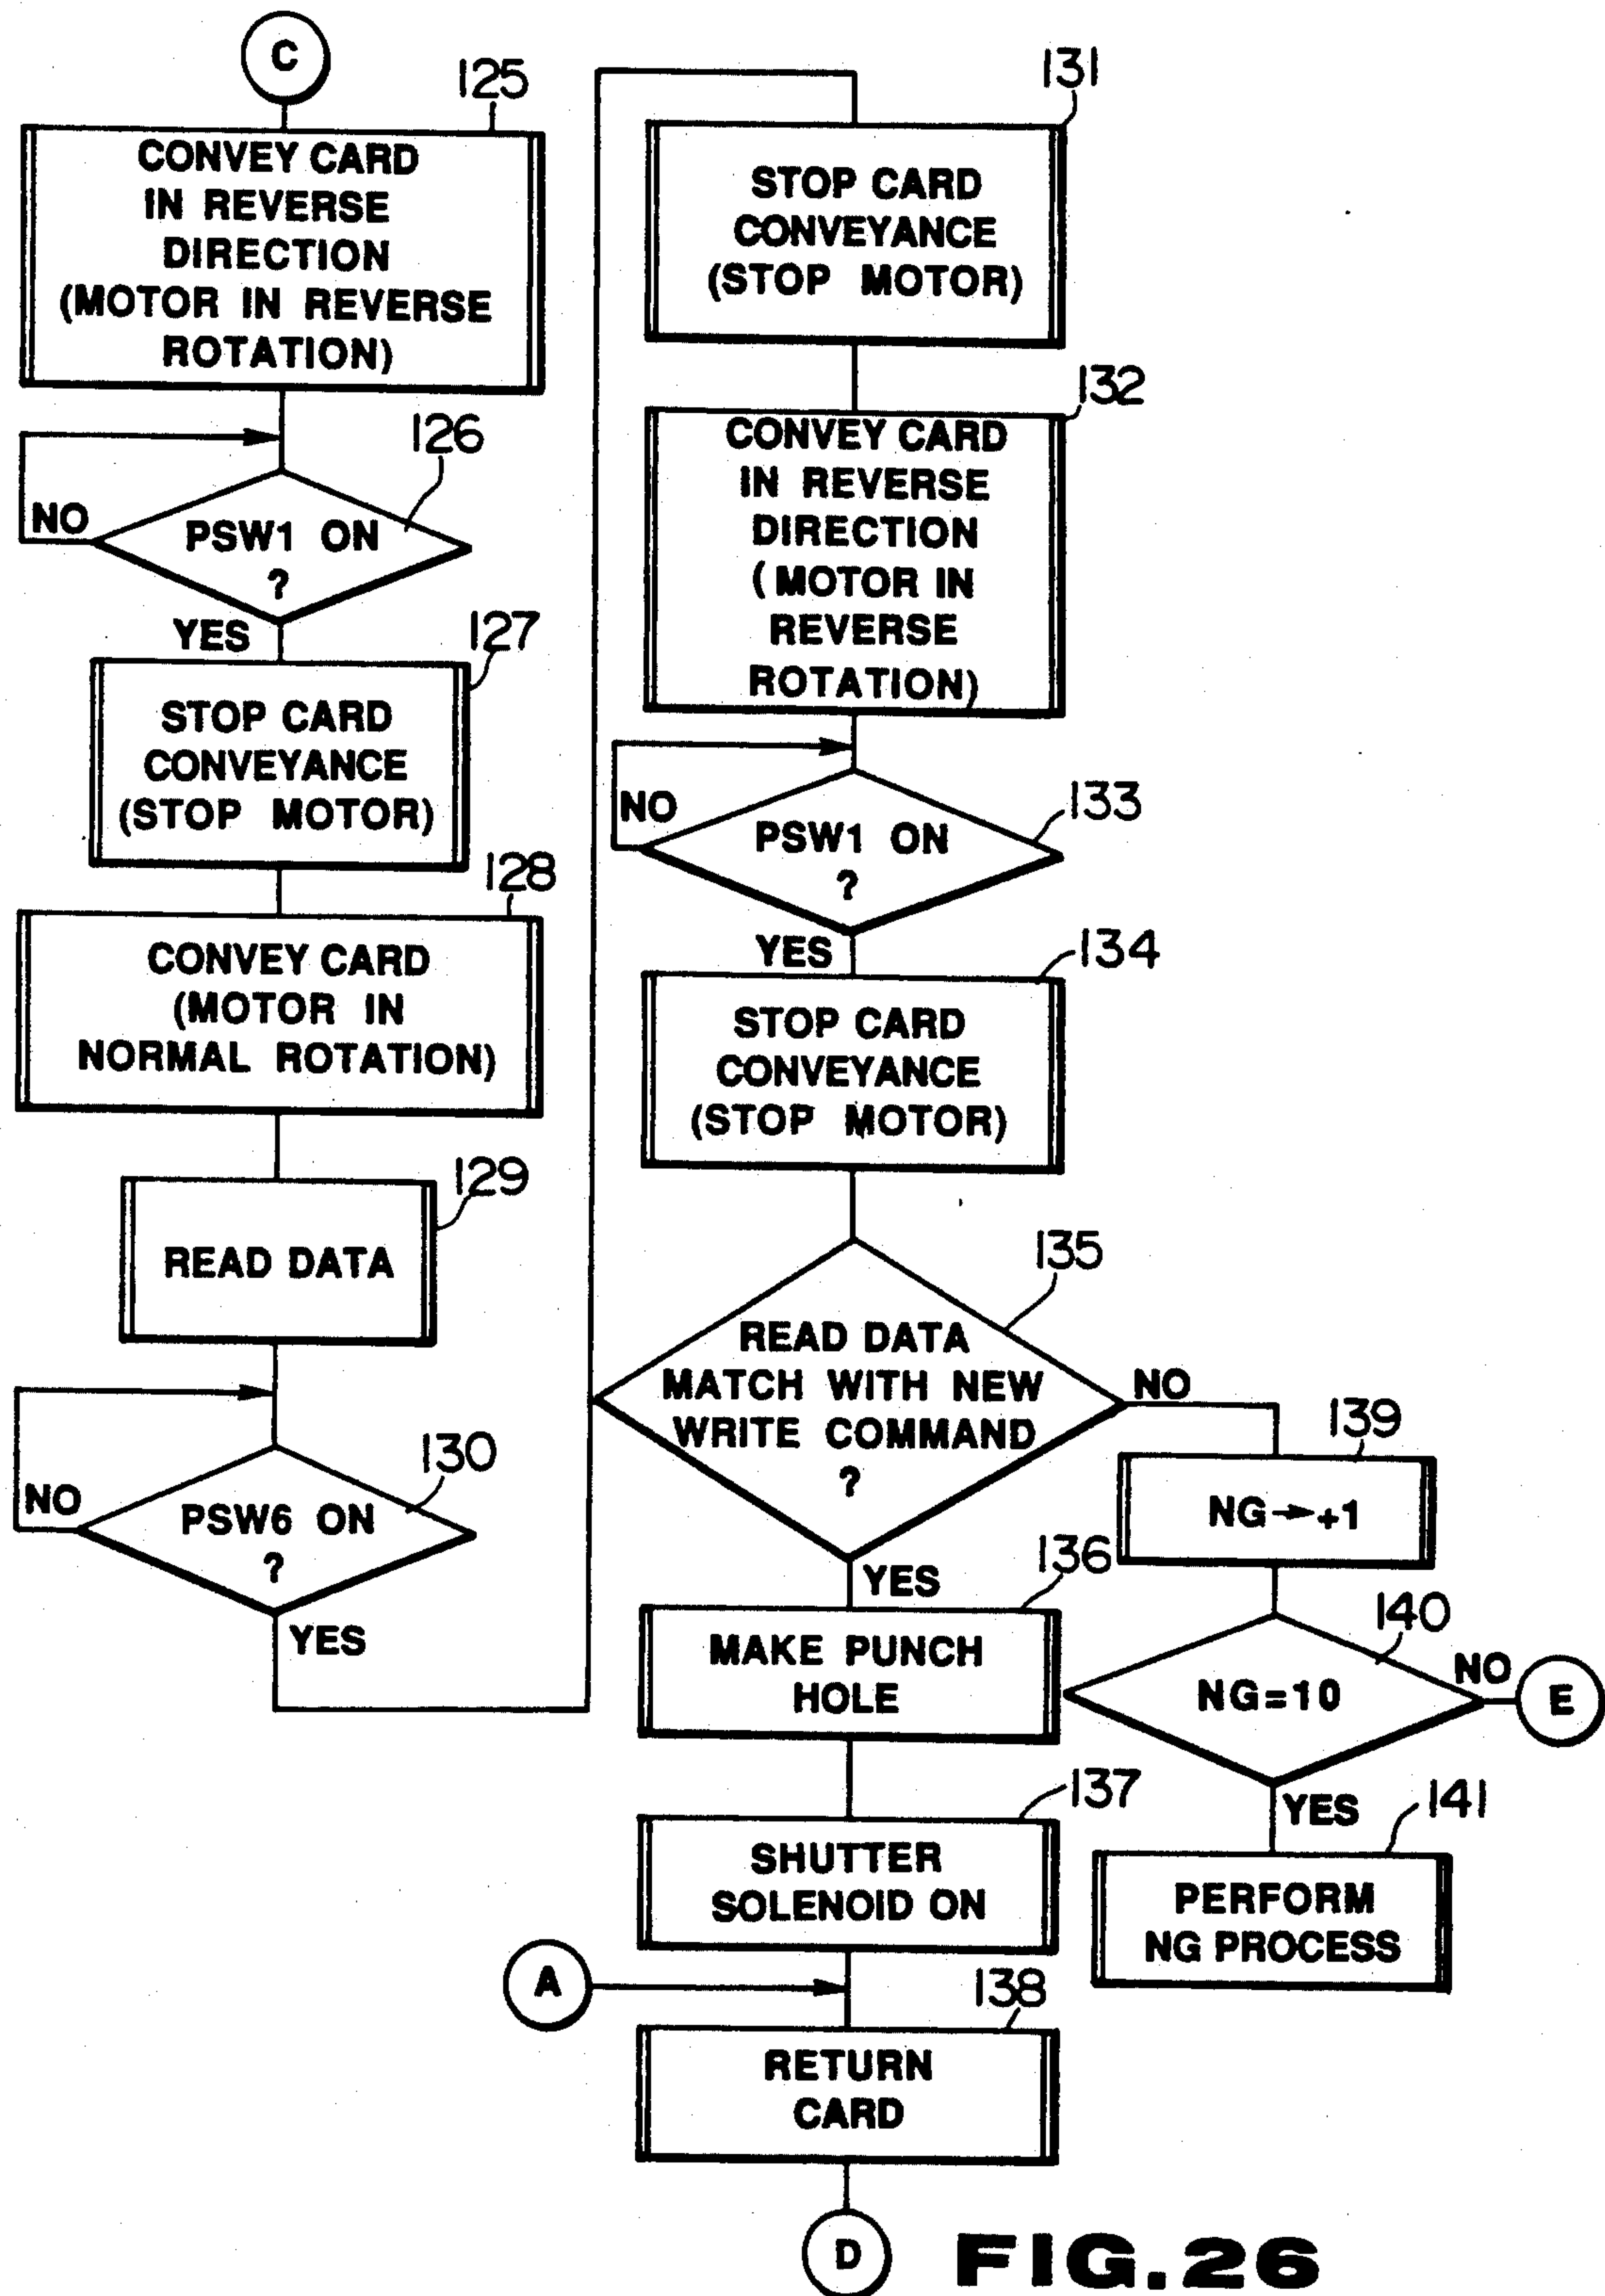 C
125
CONVEY CARD
IN REVERSE
DIRECTION
(MOTOR IN REVERSE
ROTATION)
126
NO
PSW1 ON
?
YES
127
STOP CARD
CONVEYANCE
(STOP MOTOR)
128
CONVEY CARD
(MOTOR IN
NORMAL ROTATION)
129
READ DATA
130
NO
PSW6 ON
?
YES
131
STOP CARD
CONVEYANCE
(STOP MOTOR)
132
CONVEY CARD
IN REVERSE
DIRECTION
(MOTOR IN
REVERSE
ROTATION)
133
NO
PSW1 ON
?
YES
134
STOP CARD
CONVEYANCE
(STOP MOTOR)
135
READ DATA
MATCH WITH NEW
WRITE COMMAND
?
NO
YES
136
MAKE PUNCH
HOLE
137
SHUTTER
SOLENOID ON
A
138
RETURN
CARD
D
139
NG→+1
140
NG=10
NO
E
YES
141
PERFORM
NG PROCESS
FIG.26